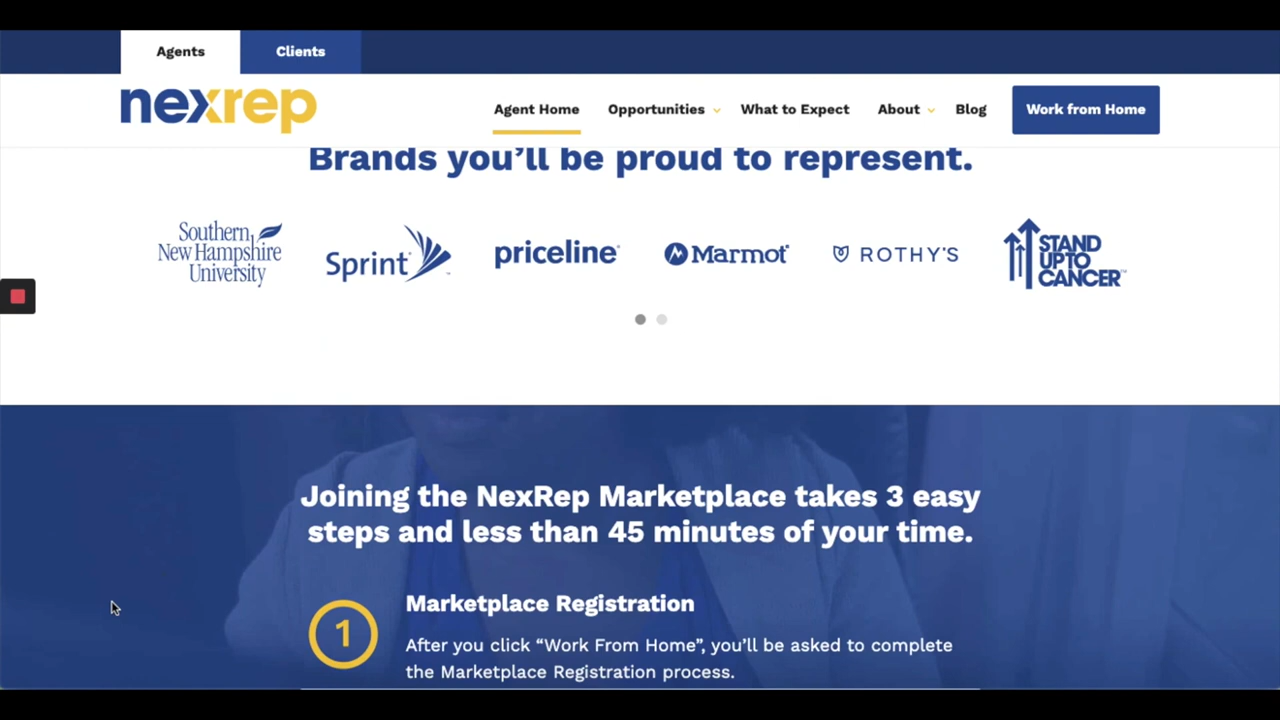 Agents
Clients
nexrep
Agent Home
Opportunities
What to Expect
About
Blog
Work from Home
Brands you’ll be proud to represent.
Southern
New Hampshire
University
Sprint
priceline®
Marmot
ROTHY'S
STAND
UP TO
CANCER™
Joining the NexRep Marketplace takes 3 easy
steps and less than 45 minutes of your time.
1
Marketplace Registration
After you click “Work From Home”, you’ll be asked to complete
the Marketplace Registration process.